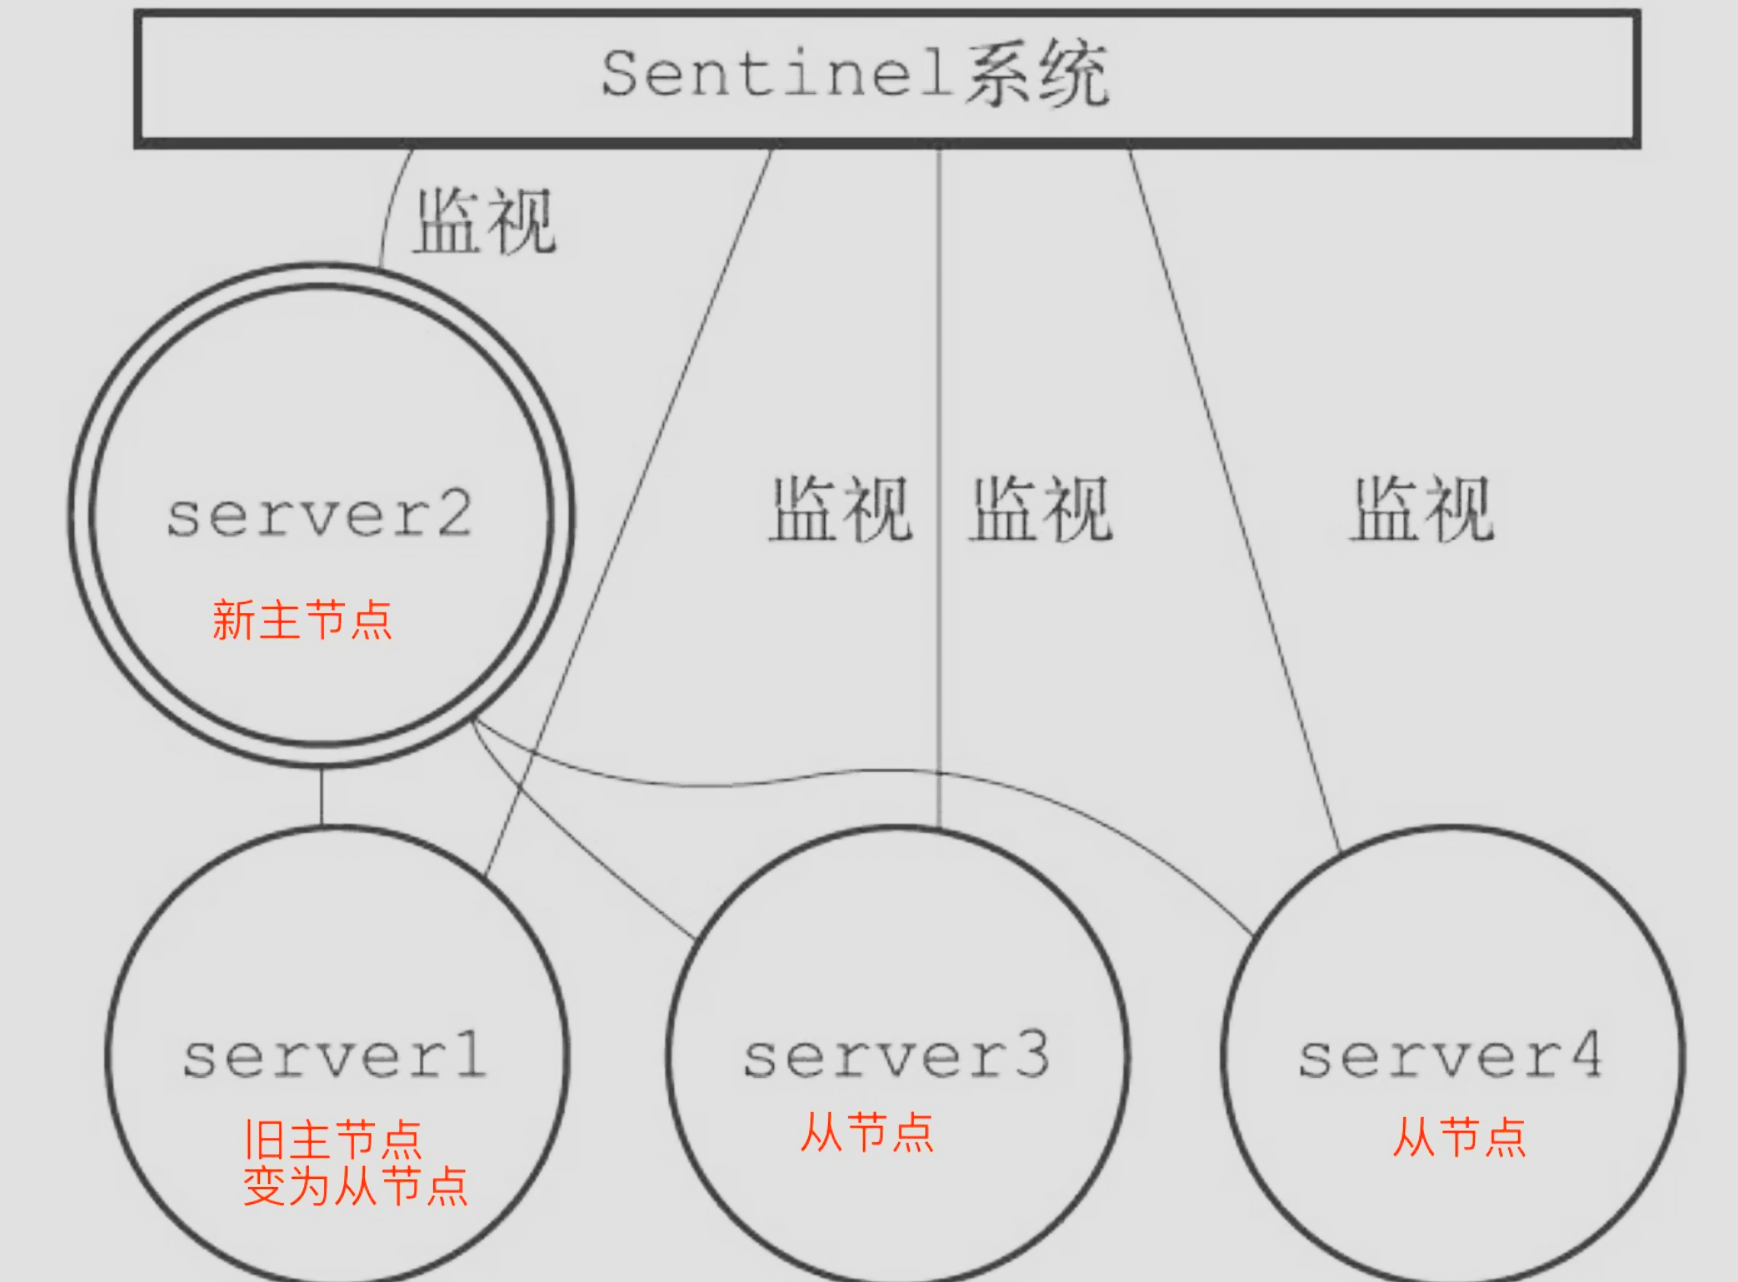 Sentinel系统
监视
server2
新主节点
监视
监视
监视
server1
旧主节点
变为从节点
server3
从节点
server4
从节点